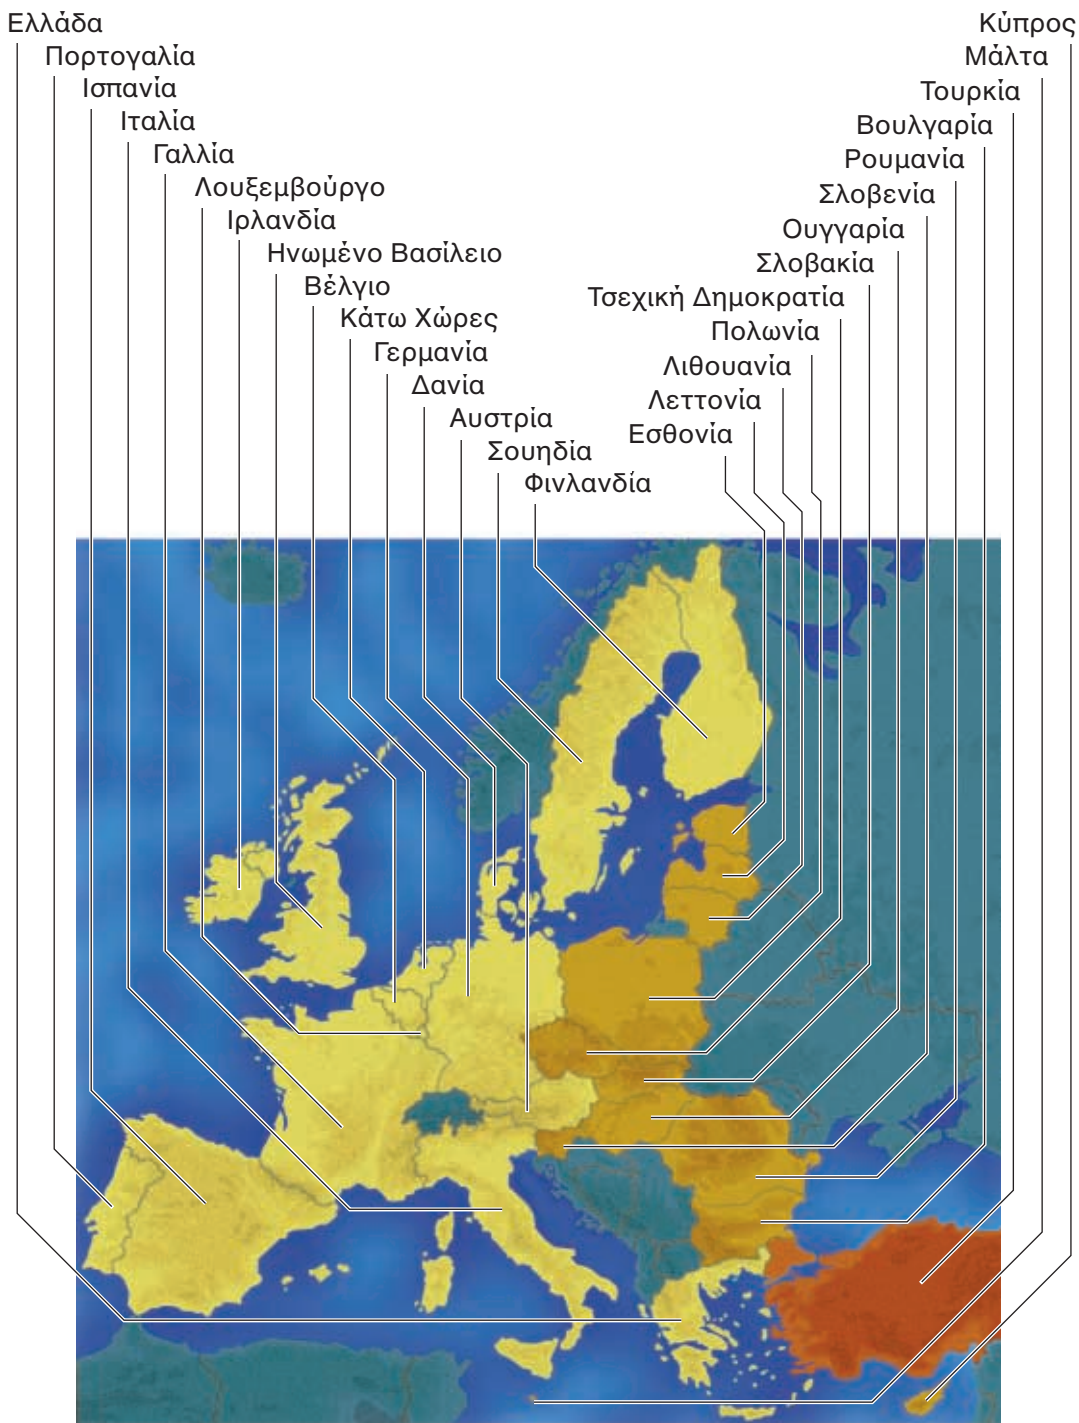 Ελλάδα
Πορτογαλία
Ισπανία
Ιταλία
Γαλλία
Λουξεμβούργο
Ιρλανδία
Ηνωμένο Βασίλειο
Βέλγιο
Κάτω Χώρες
Γερμανία
Δανία
Αυστρία
Σουηδία
Φινλανδία
Κύπρος
Μάλτα
Τουρκία
Βουλγαρία
Ρουμανία
Σλοβενία
Ουγγαρία
Σλοβακία
Τσεχική Δημοκρατία
Πολωνία
Λιθουανία
Λεττονία
Εσθονία